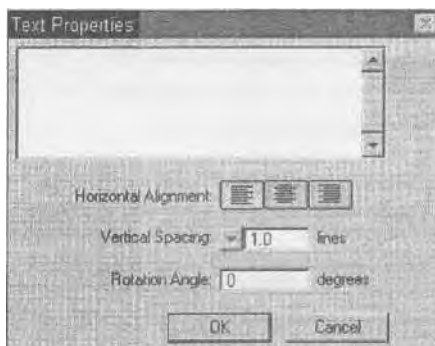 Text Properties
Horizontal Alignment:
Vertical Spacing: 1.0 lines
Rotation Angle: 0 degrees
OK Cancel